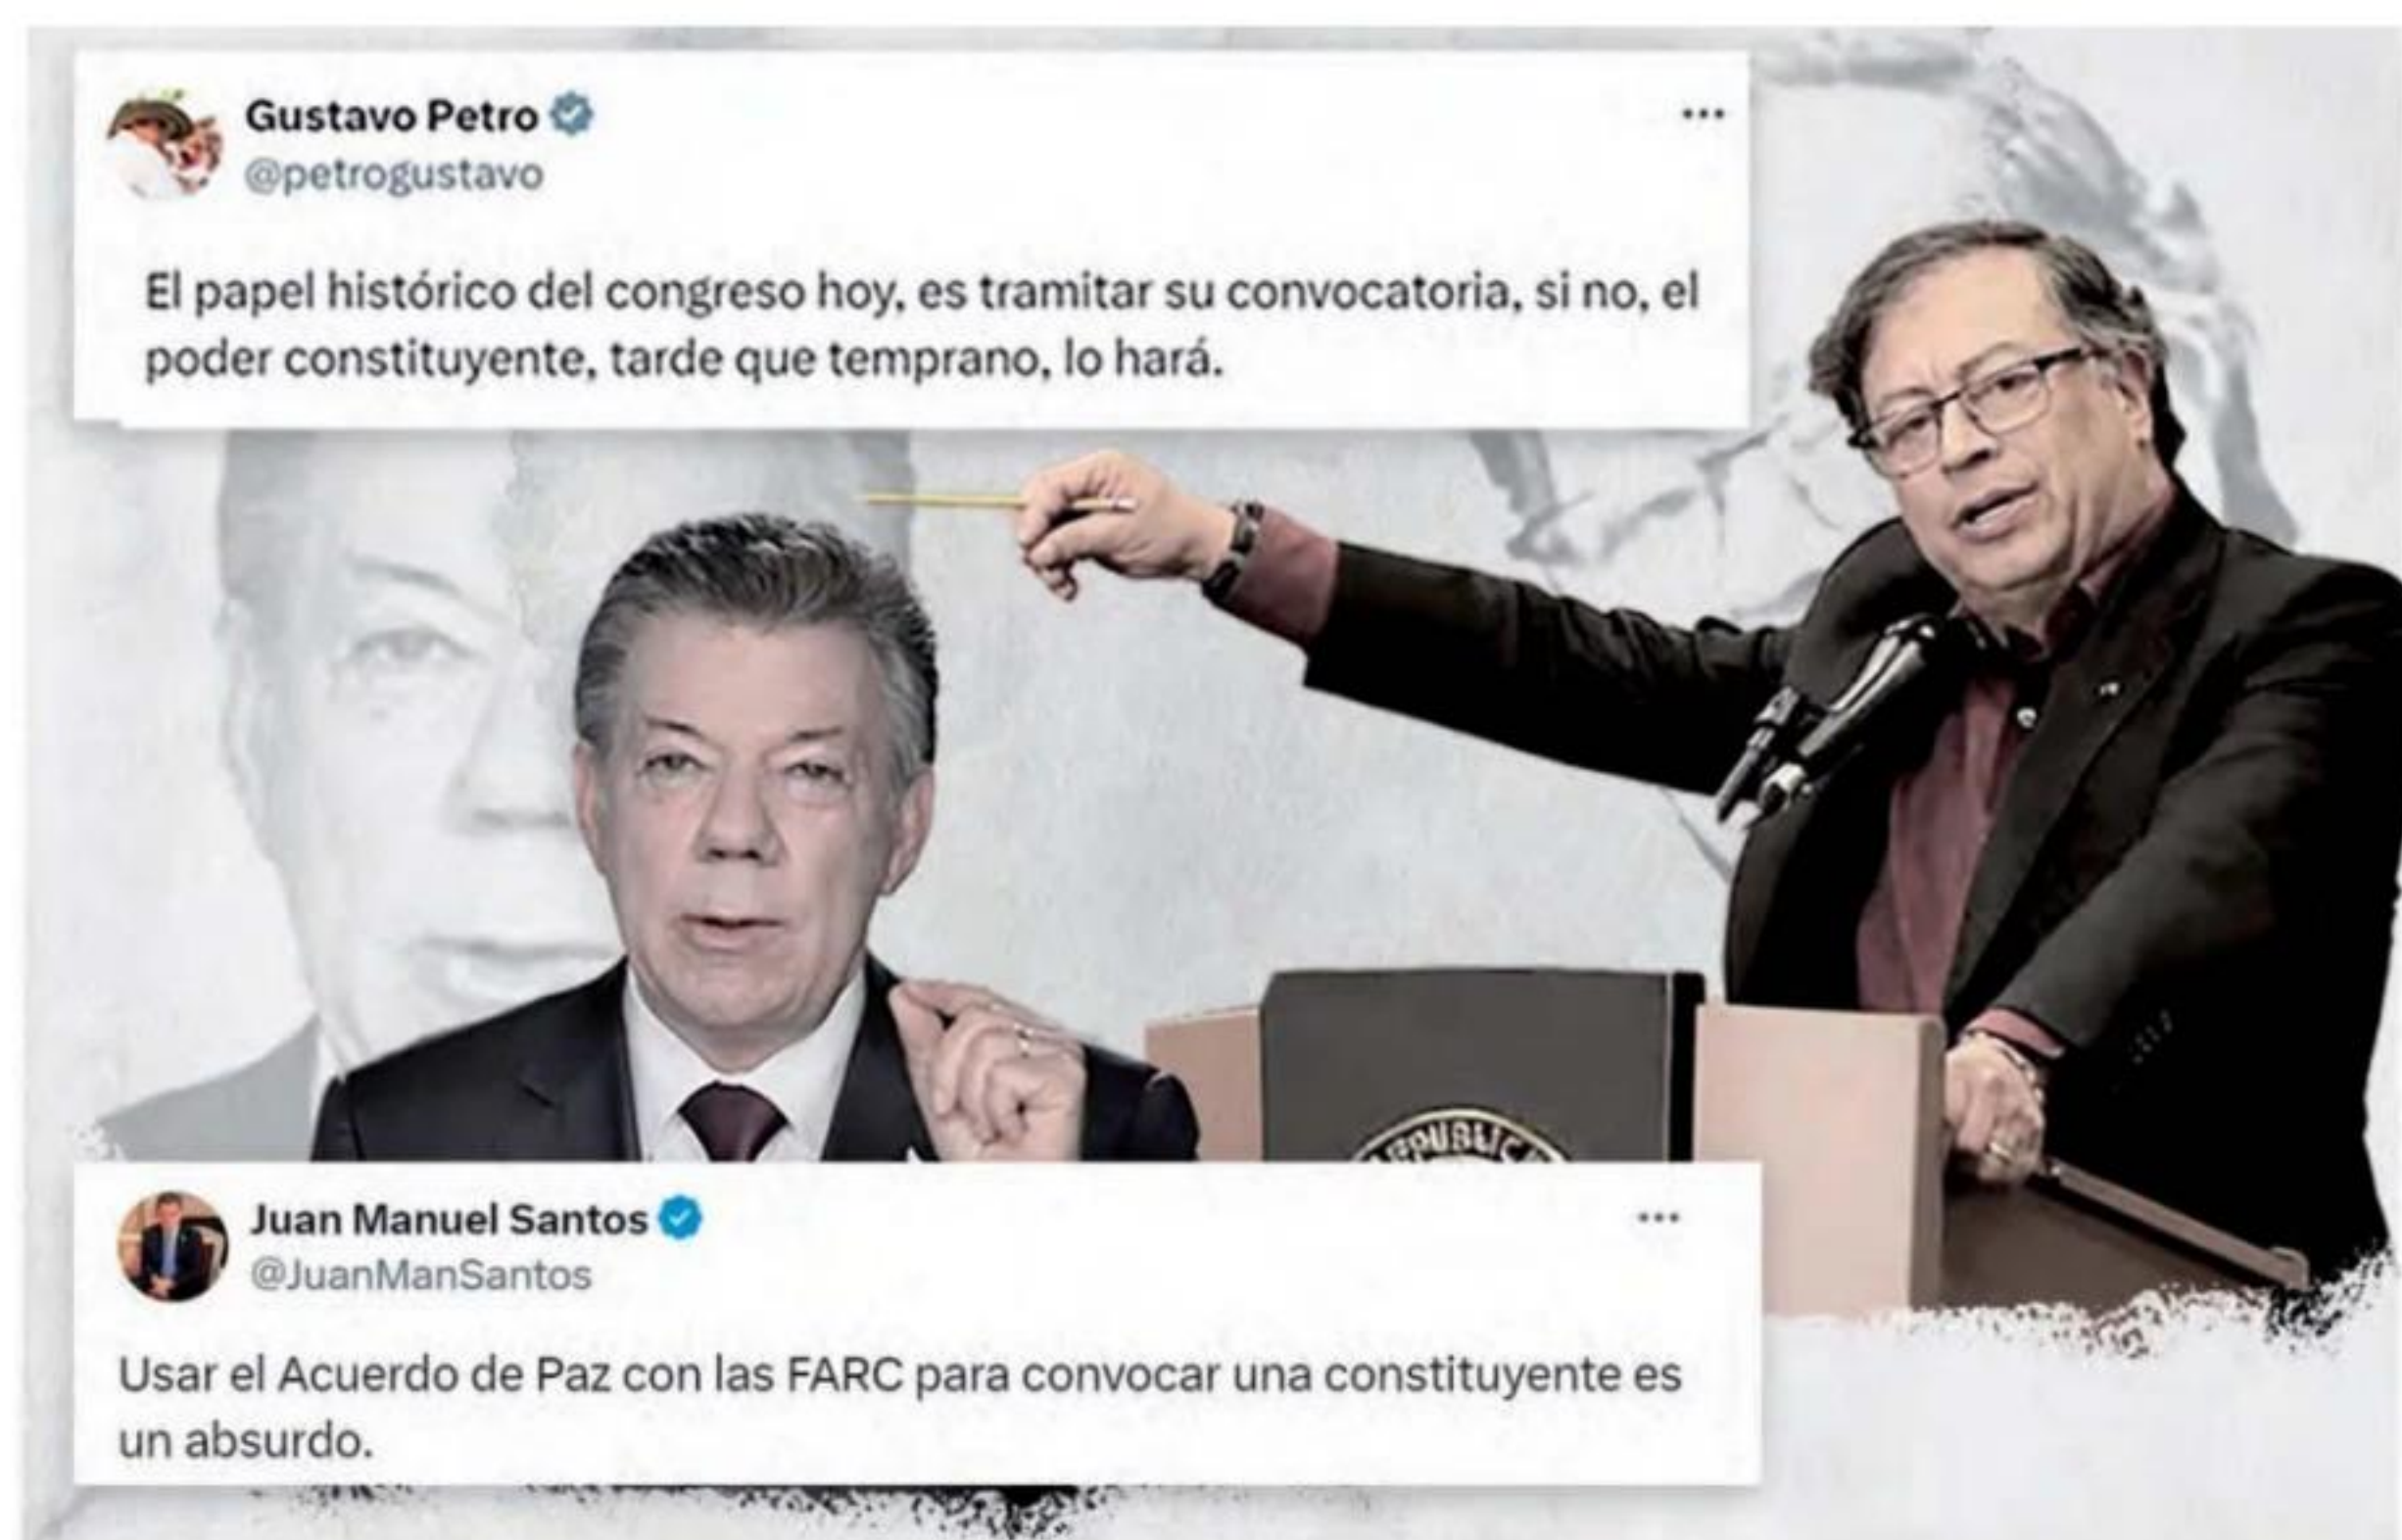 Gustavo Petro
@petrogustavo
El papel histórico del congreso hoy, es tramitar su convocatoria, si no, el
poder constituyente, tarde que temprano, lo hará.
REPUBLIC
Juan Manuel Santos
@JuanManSantos
Usar el Acuerdo de Paz con las FARC para convocar una constituyente es
un absurdo.